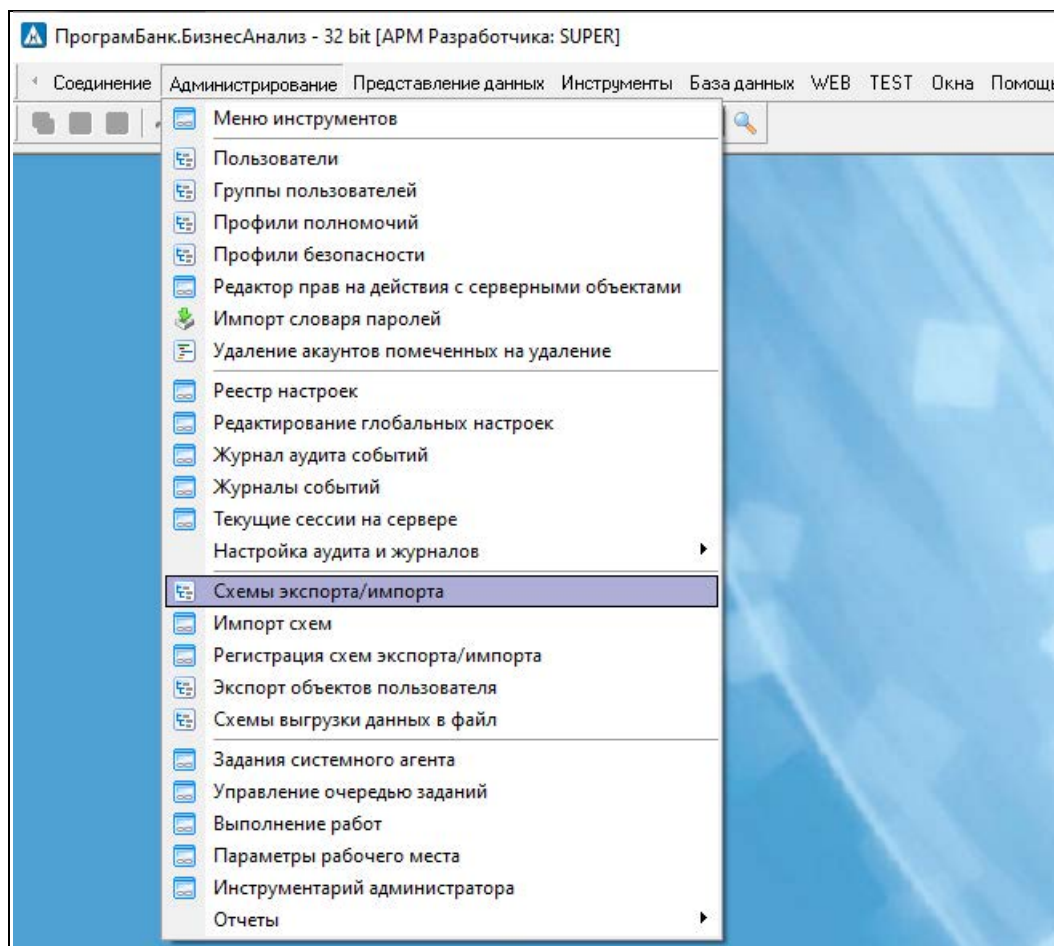 ПрограмБанк.БизнесАнализ - 32 bit [АРМ Разработчика: SUPER]
Соединение Администрирование Представление данных Инструменты База данных WEB TEST Окна Помощь
Меню инструментов
Пользователи
Группы пользователей
Профили полномочий
Профили безопасности
Редактор прав на действия с серверными объектами
Импорт словаря паролей
Удаление акаунтов помеченных на удаление
Реестр настроек
Редактирование глобальных настроек
Журнал аудита событий
Журналы событий
Текущие сессии на сервере
Настройка аудита и журналов
Схемы экспорта/импорта
Импорт схем
Регистрация схем экспорта/импорта
Экспорт объектов пользователя
Схемы выгрузки данных в файл
Задания системного агента
Управление очередью заданий
Выполнение работ
Параметры рабочего места
Инструментарий администратора
Отчеты